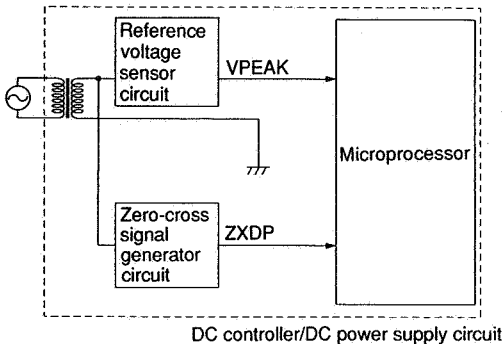 Reference
voltage
sensor
circuit
VPEAK
Microprocessor
Zero-cross
signal
generator
circuit
ZXDP
DC controller/DC power supply circuit